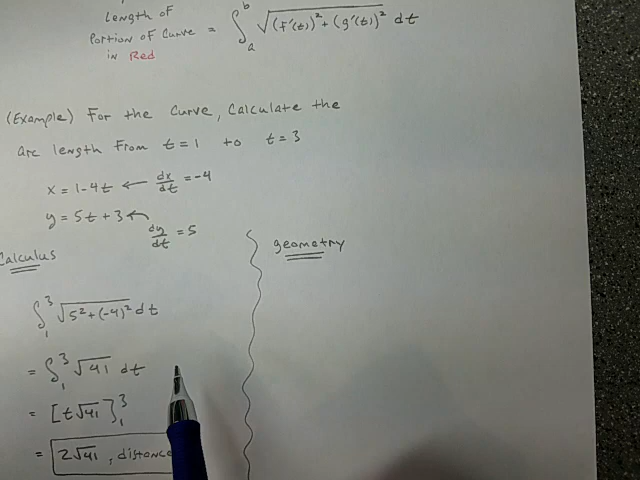 Length of
Portion of Curve = ∫ₐᵇ √(f'(t))² + (g'(t))² dt
in Red
(Example) For the Curve, Calculate the
arc length From t = 1 to t = 3
x = 1-4t ← dx/dt = -4
y = 5t + 3 ← dy/dt = 5
Calculus
geometry
∫₁³ √5² + (-4)² dt
= ∫₁³ √41 dt
= [t√41]₁³
= 2√41, distance